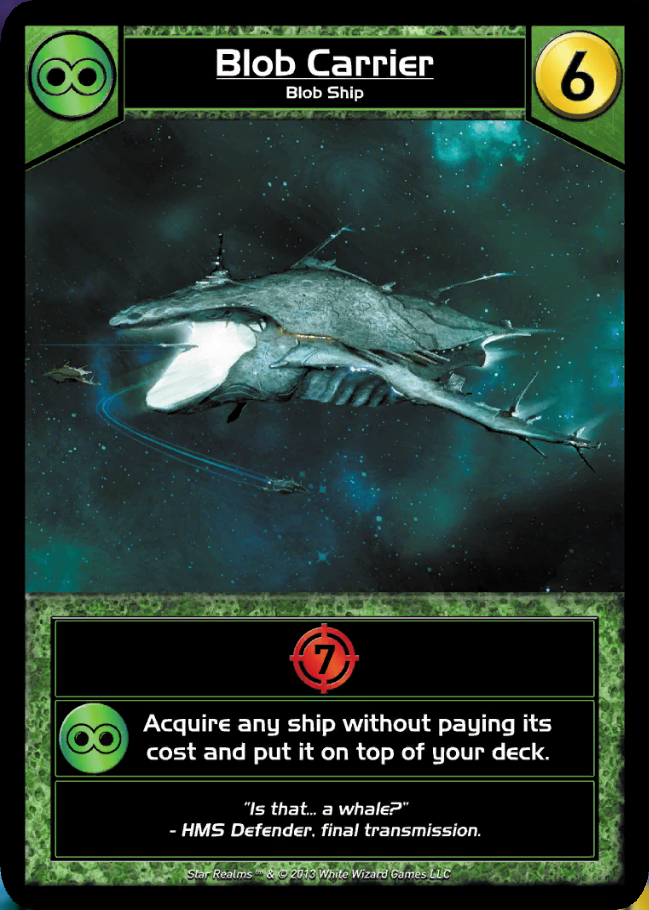 Blob Carrier
Blob Ship
6
7
Acquire any ship without paying its
cost and put it on top of your deck.
"Is that... a whale?"
- HMS Defender, final transmission.
Star Realms ™ & © 2013 White Wizard Games LLC